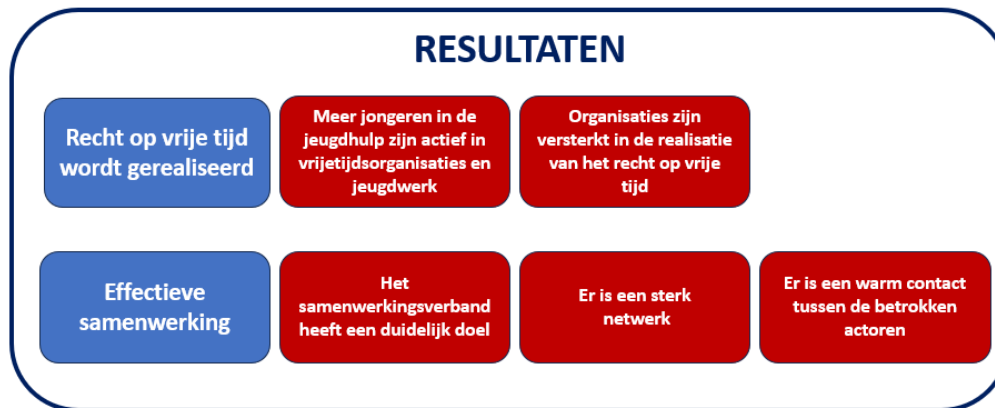 RESULTATEN
Recht op vrije tijd
wordt gerealiseerd
Meer jongeren in de
jeugdhulp zijn actief in
vrijetijdsorganisaties en
jeugdwerk
Organisaties zijn
versterkt in de realisatie
van het recht op vrije
tijd
Effectieve
samenwerking
Het
samenwerkingsverband
heeft een duidelijk doel
Er is een sterk
netwerk
Er is een warm contact
tussen de betrokken
actoren